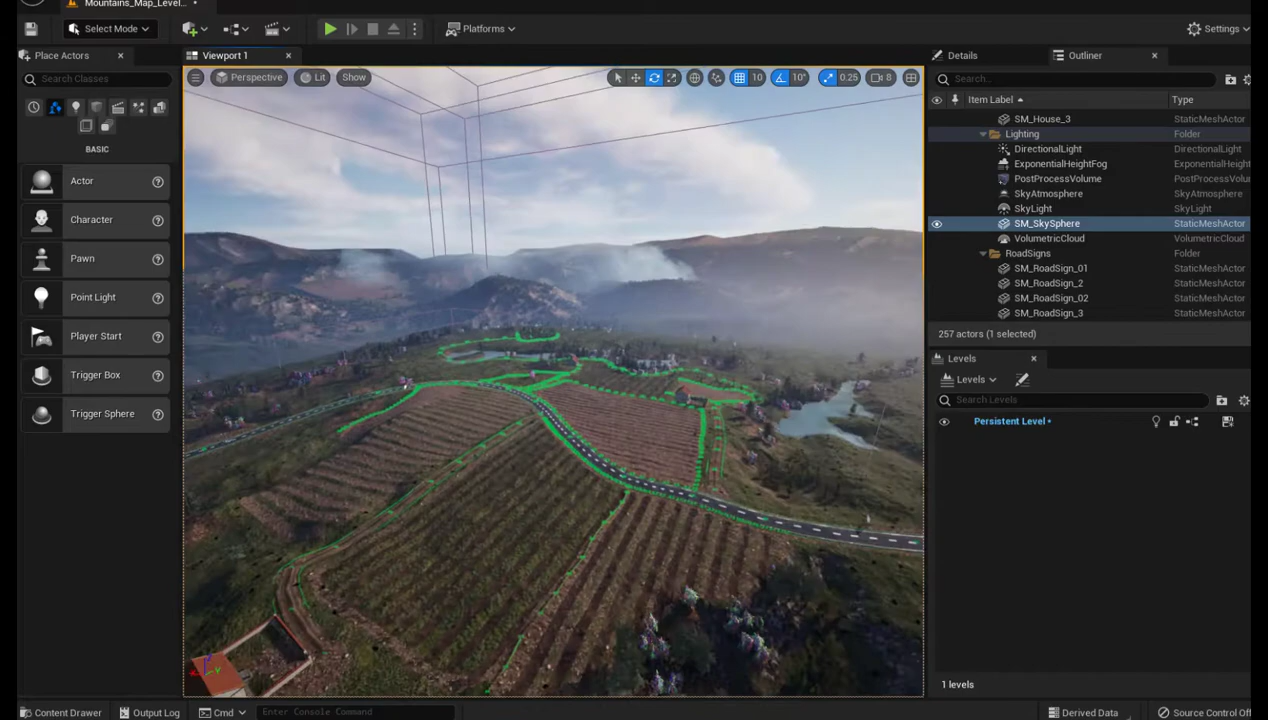 Mountains_Map_Level...
Select Mode
Platforms
Settings
Place Actors
Viewport 1
Details
Outliner
Search Classes
Perspective
Lit
Show
10
10°
0.25
8
Search...
Item Label
Type
SM_House_3
StaticMeshActor
Lighting
Folder
DirectionalLight
DirectionalLight
ExponentialHeightFog
ExponentialHeight
PostProcessVolume
PostProcessVolu
SkyAtmosphere
SkyAtmosphere
SkyLight
SkyLight
SM_SkySphere
StaticMeshActor
VolumetricCloud
VolumetricCloud
RoadSigns
Folder
SM_RoadSign_01
StaticMeshActor
SM_RoadSign_2
StaticMeshActor
SM_RoadSign_02
StaticMeshActor
SM_RoadSign_3
StaticMeshActor
257 actors (1 selected)
BASIC
Actor
Character
Pawn
Point Light
Player Start
Trigger Box
Trigger Sphere
Levels
Levels
Search Levels
Persistent Level
1 levels
Content Drawer
Output Log
Cmd
Enter Console Command
Derived Data
Source Control Off